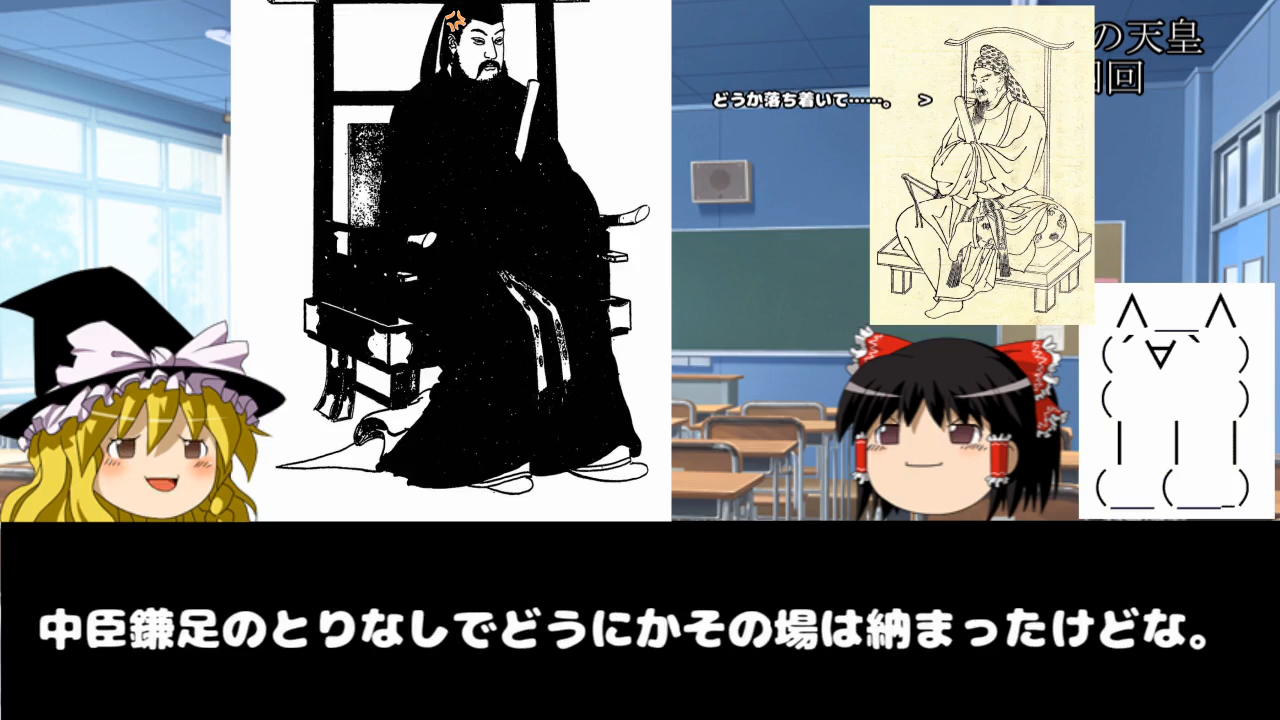 の天皇
回
どうか落ち着いて……。 >
中臣鎌足のとりなしでどうにかその場は納まったけどな。